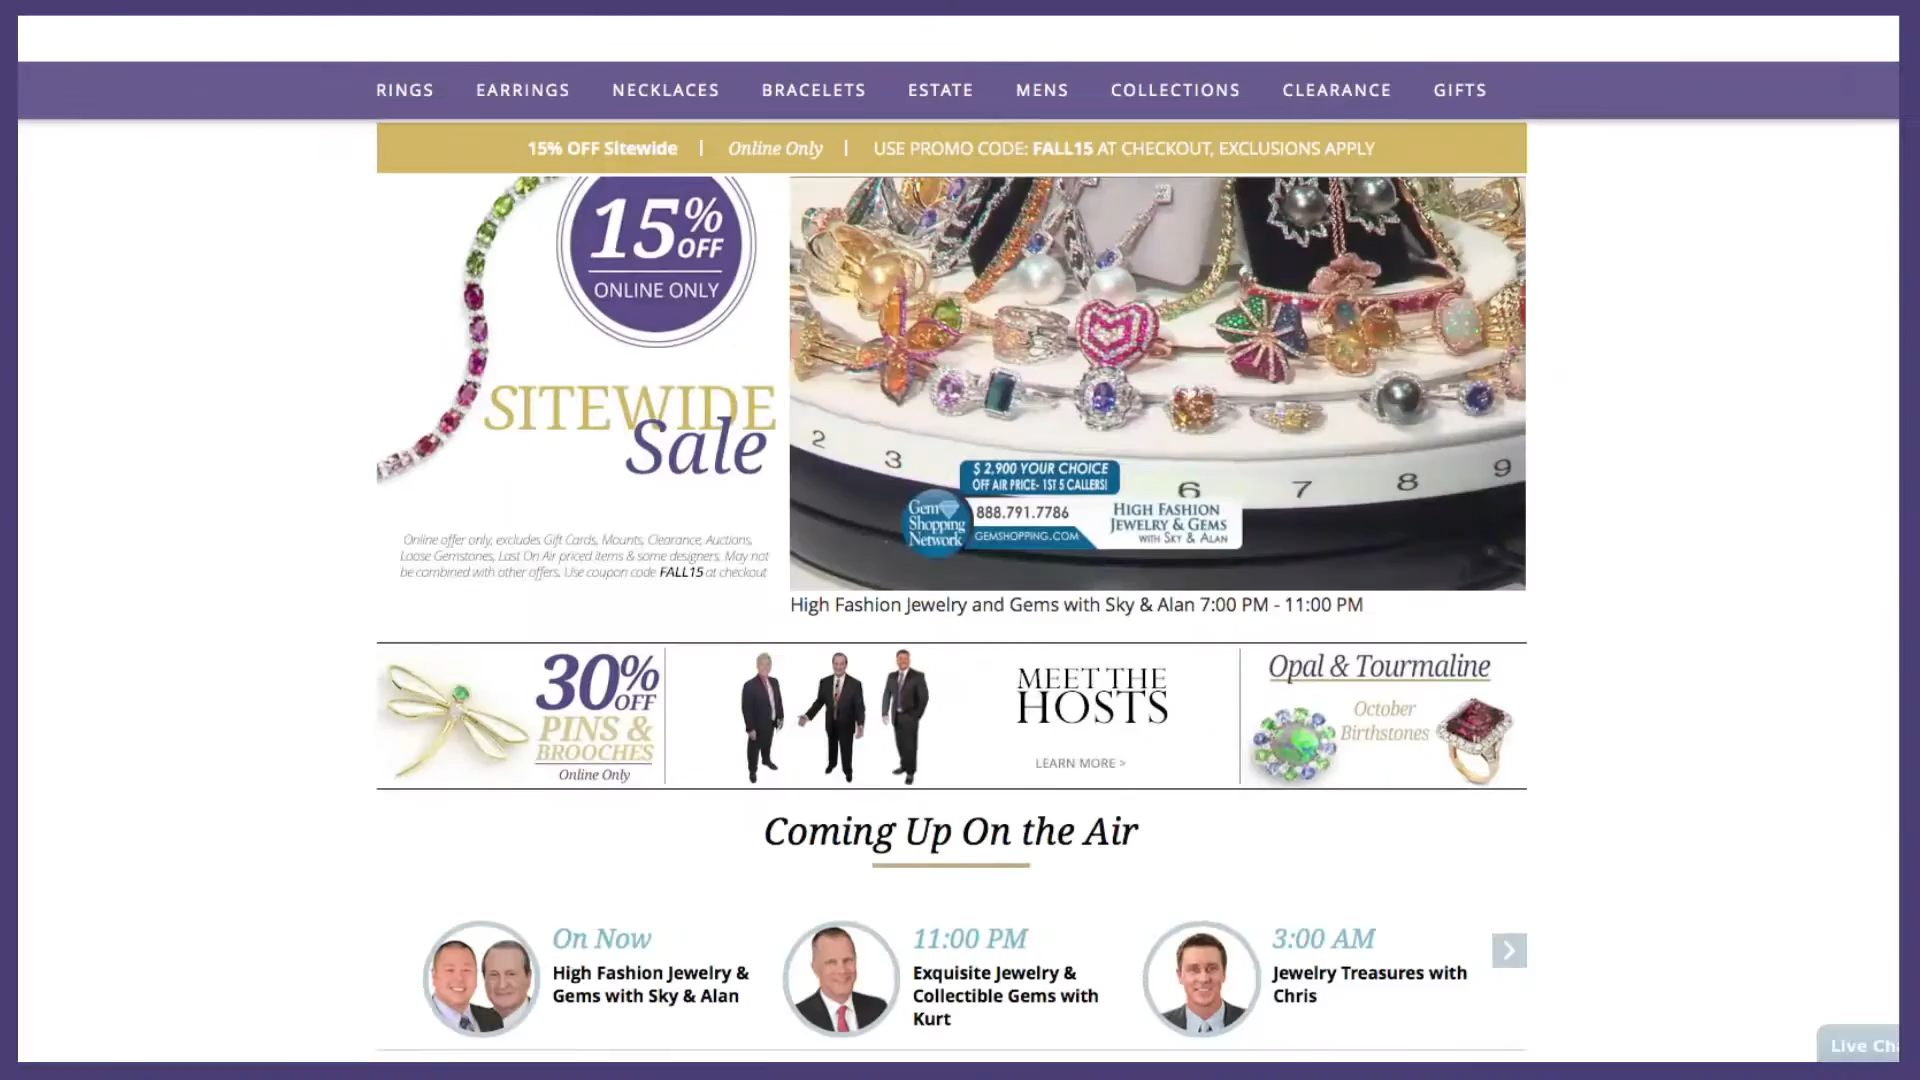 RINGS EARRINGS NECKLACES BRACELETS ESTATE MENS COLLECTIONS CLEARANCE GIFTS
15% OFF Sitewide | Online Only | USE PROMO CODE: FALL15 AT CHECKOUT, EXCLUSIONS APPLY
15%
OFF
ONLINE ONLY
SITEWIDE
Sale
Online offer only, excludes Gift Cards, Mounts, Clearance, Auctions,
Loose Gemstones, Last On Air priced items & some designers. May not
be combined with other offers. Use coupon code FALL15 at checkout
2 3 6 7 8 9
$ 2,900 YOUR CHOICE
OFF AIR PRICE- 1ST 5 CALLERS!
Gem
Shopping
Network
888.791.7786
GEMSHOPPING.COM
HIGH FASHION
JEWELRY & GEMS
WITH SKY & ALAN
High Fashion Jewelry and Gems with Sky & Alan 7:00 PM - 11:00 PM
30%
OFF
PINS &
BROOCHES
Online Only
MEET THE
HOSTS
LEARN MORE >
Opal & Tourmaline
October
Birthstones
Coming Up On the Air
On Now
High Fashion Jewelry &
Gems with Sky & Alan
11:00 PM
Exquisite Jewelry &
Collectible Gems with
Kurt
3:00 AM
Jewelry Treasures with
Chris
Live Cha